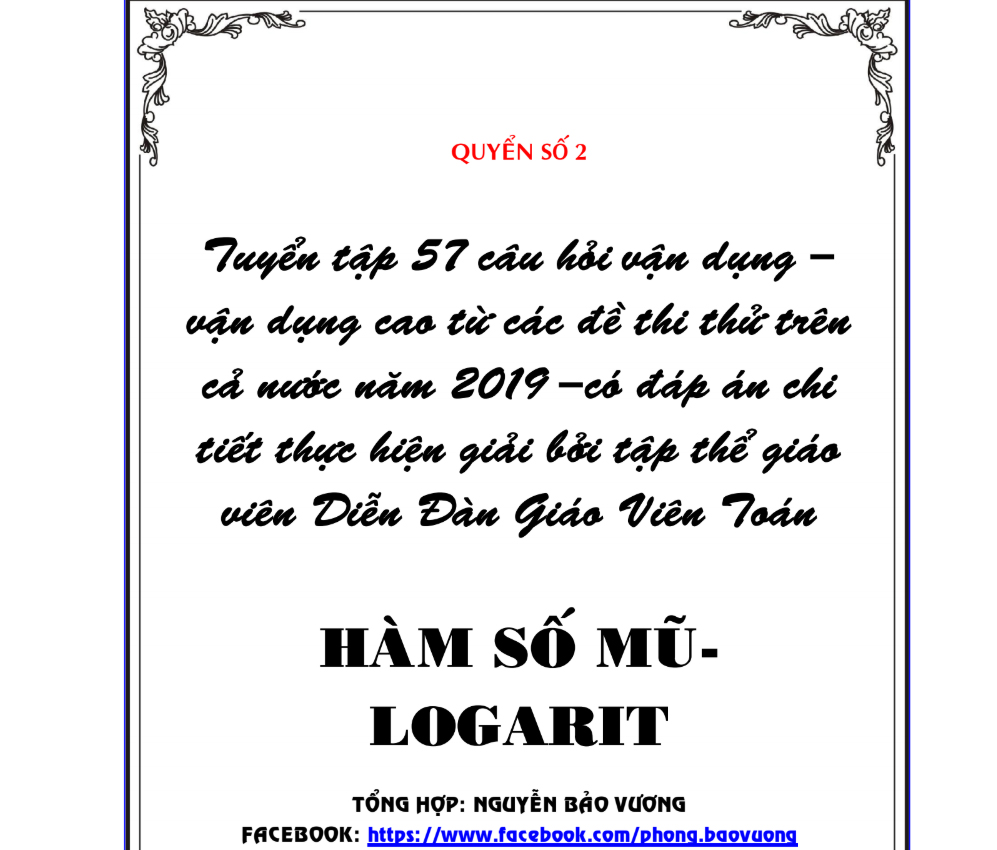 QUYỂN SỐ 2
Tuyển tập 57 câu hỏi vận dụng –
vận dụng cao từ các đề thi thử trên
cả nước năm 2019 –có đáp án chi
tiết thực hiện giải bởi tập thể giáo
viên Diễn Đàn Giáo Viên Toán
HÀM SỐ MŨ-
LOGARIT
TỔNG HỢP: NGUYỄN BẢO VƯƠNG
FACEBOOK: https://www.facebook.com/phong.baovuong